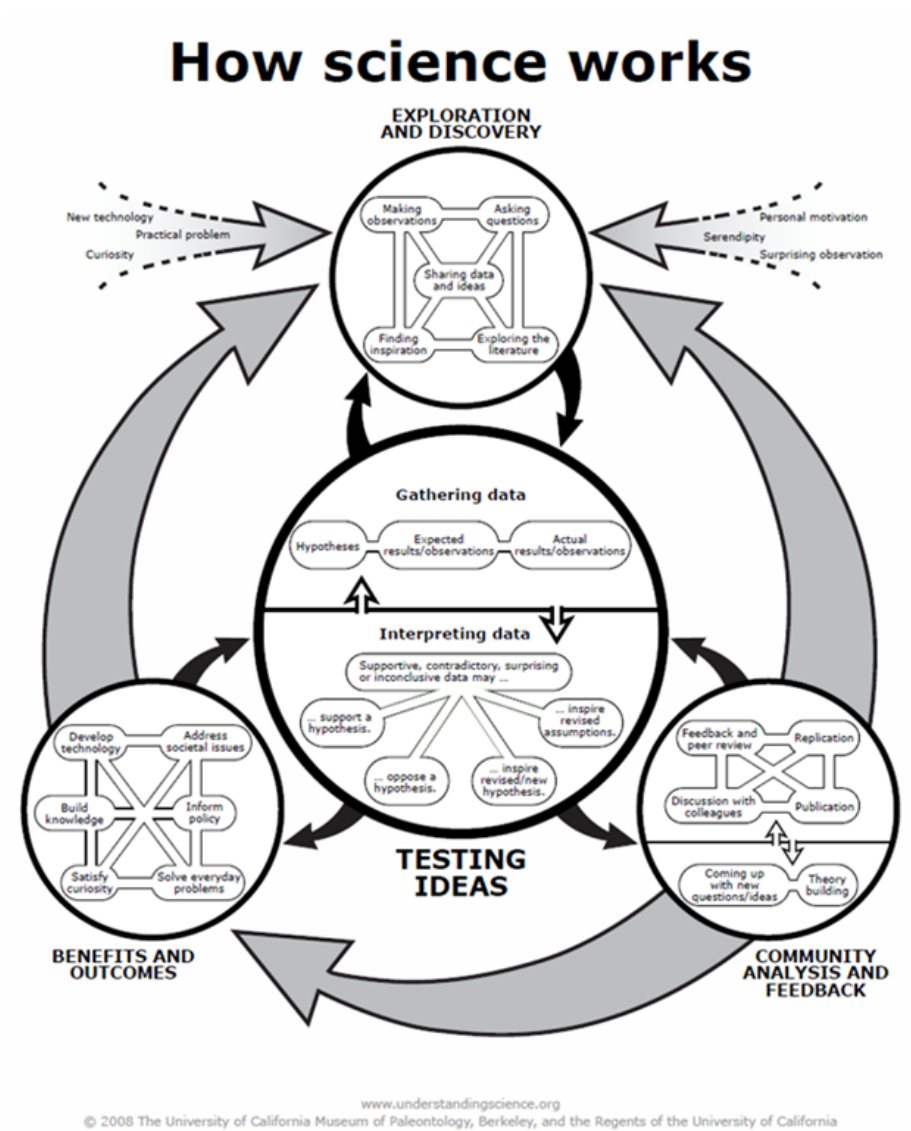 How science works
EXPLORATION
AND DISCOVERY
New technology
Practical problem
Curiosity
Personal motivation
Serendipity
Surprising observation
Making
observations
Asking
questions
Sharing data
and ideas
Finding
inspiration
Exploring the
literature
Gathering data
Hypotheses
Expected
results/observations
Actual
results/observations
Interpreting data
Supportive, contradictory, surprising
or inconclusive data may ...
... support a
hypothesis.
... oppose a
hypothesis.
... inspire
revised/new
hypothesis.
... inspire
revised
assumptions.
TESTING
IDEAS
Develop
technology
Address
societal issues
Build
knowledge
Inform
policy
Satisfy
curiosity
Solve everyday
problems
BENEFITS AND
OUTCOMES
Feedback and
peer review
Replication
Discussion with
colleagues
Publication
Coming up
with new
questions/ideas
Theory
building
COMMUNITY
ANALYSIS AND
FEEDBACK
www.understandingscience.org
© 2008 The University of California Museum of Paleontology, Berkeley, and the Regents of the University of California